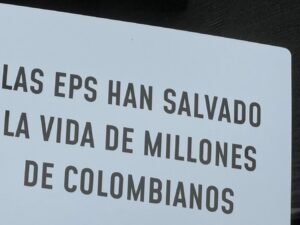 LAS EPS HAN SALVADO
LA VIDA DE MILLONES
DE COLOMBIANOS